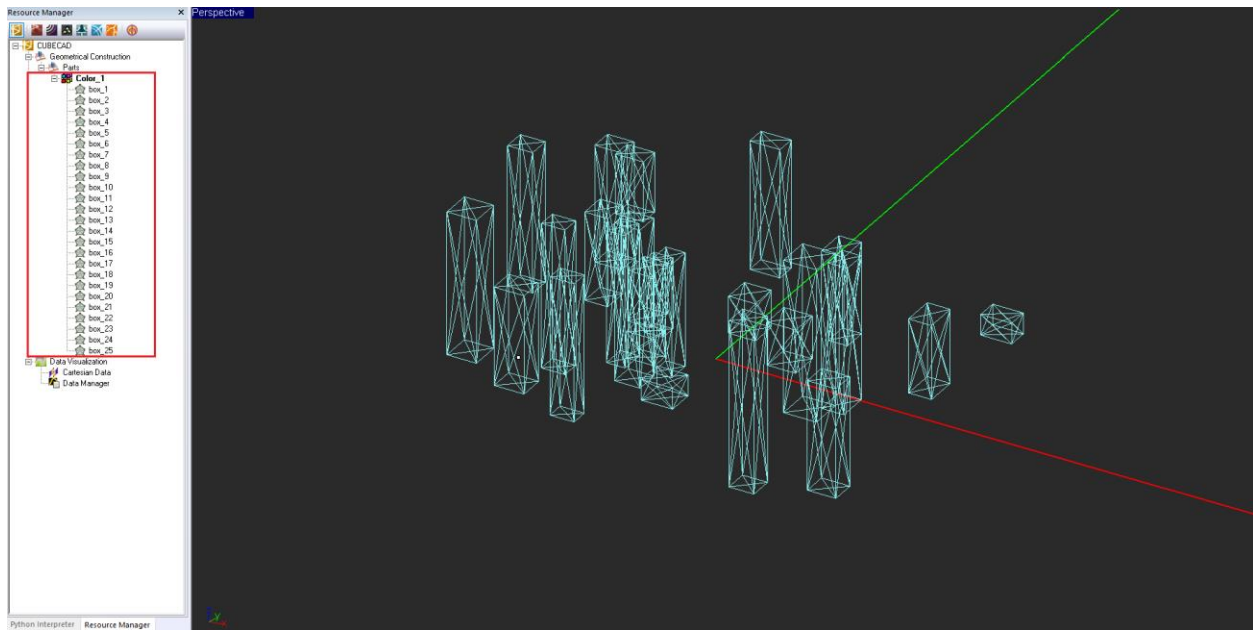 Resource Manager
x
Perspective
CUBECAD
Geometrical Construction
Parts
Color_1
box_1
box_2
box_3
box_4
box_5
box_6
box_7
box_8
box_9
box_10
box_11
box_12
box_13
box_14
box_15
box_16
box_17
box_18
box_19
box_20
box_21
box_22
box_23
box_24
box_25
Data Visualization
Cartesian Data
Data Manager
Python Interpreter
Resource Manager